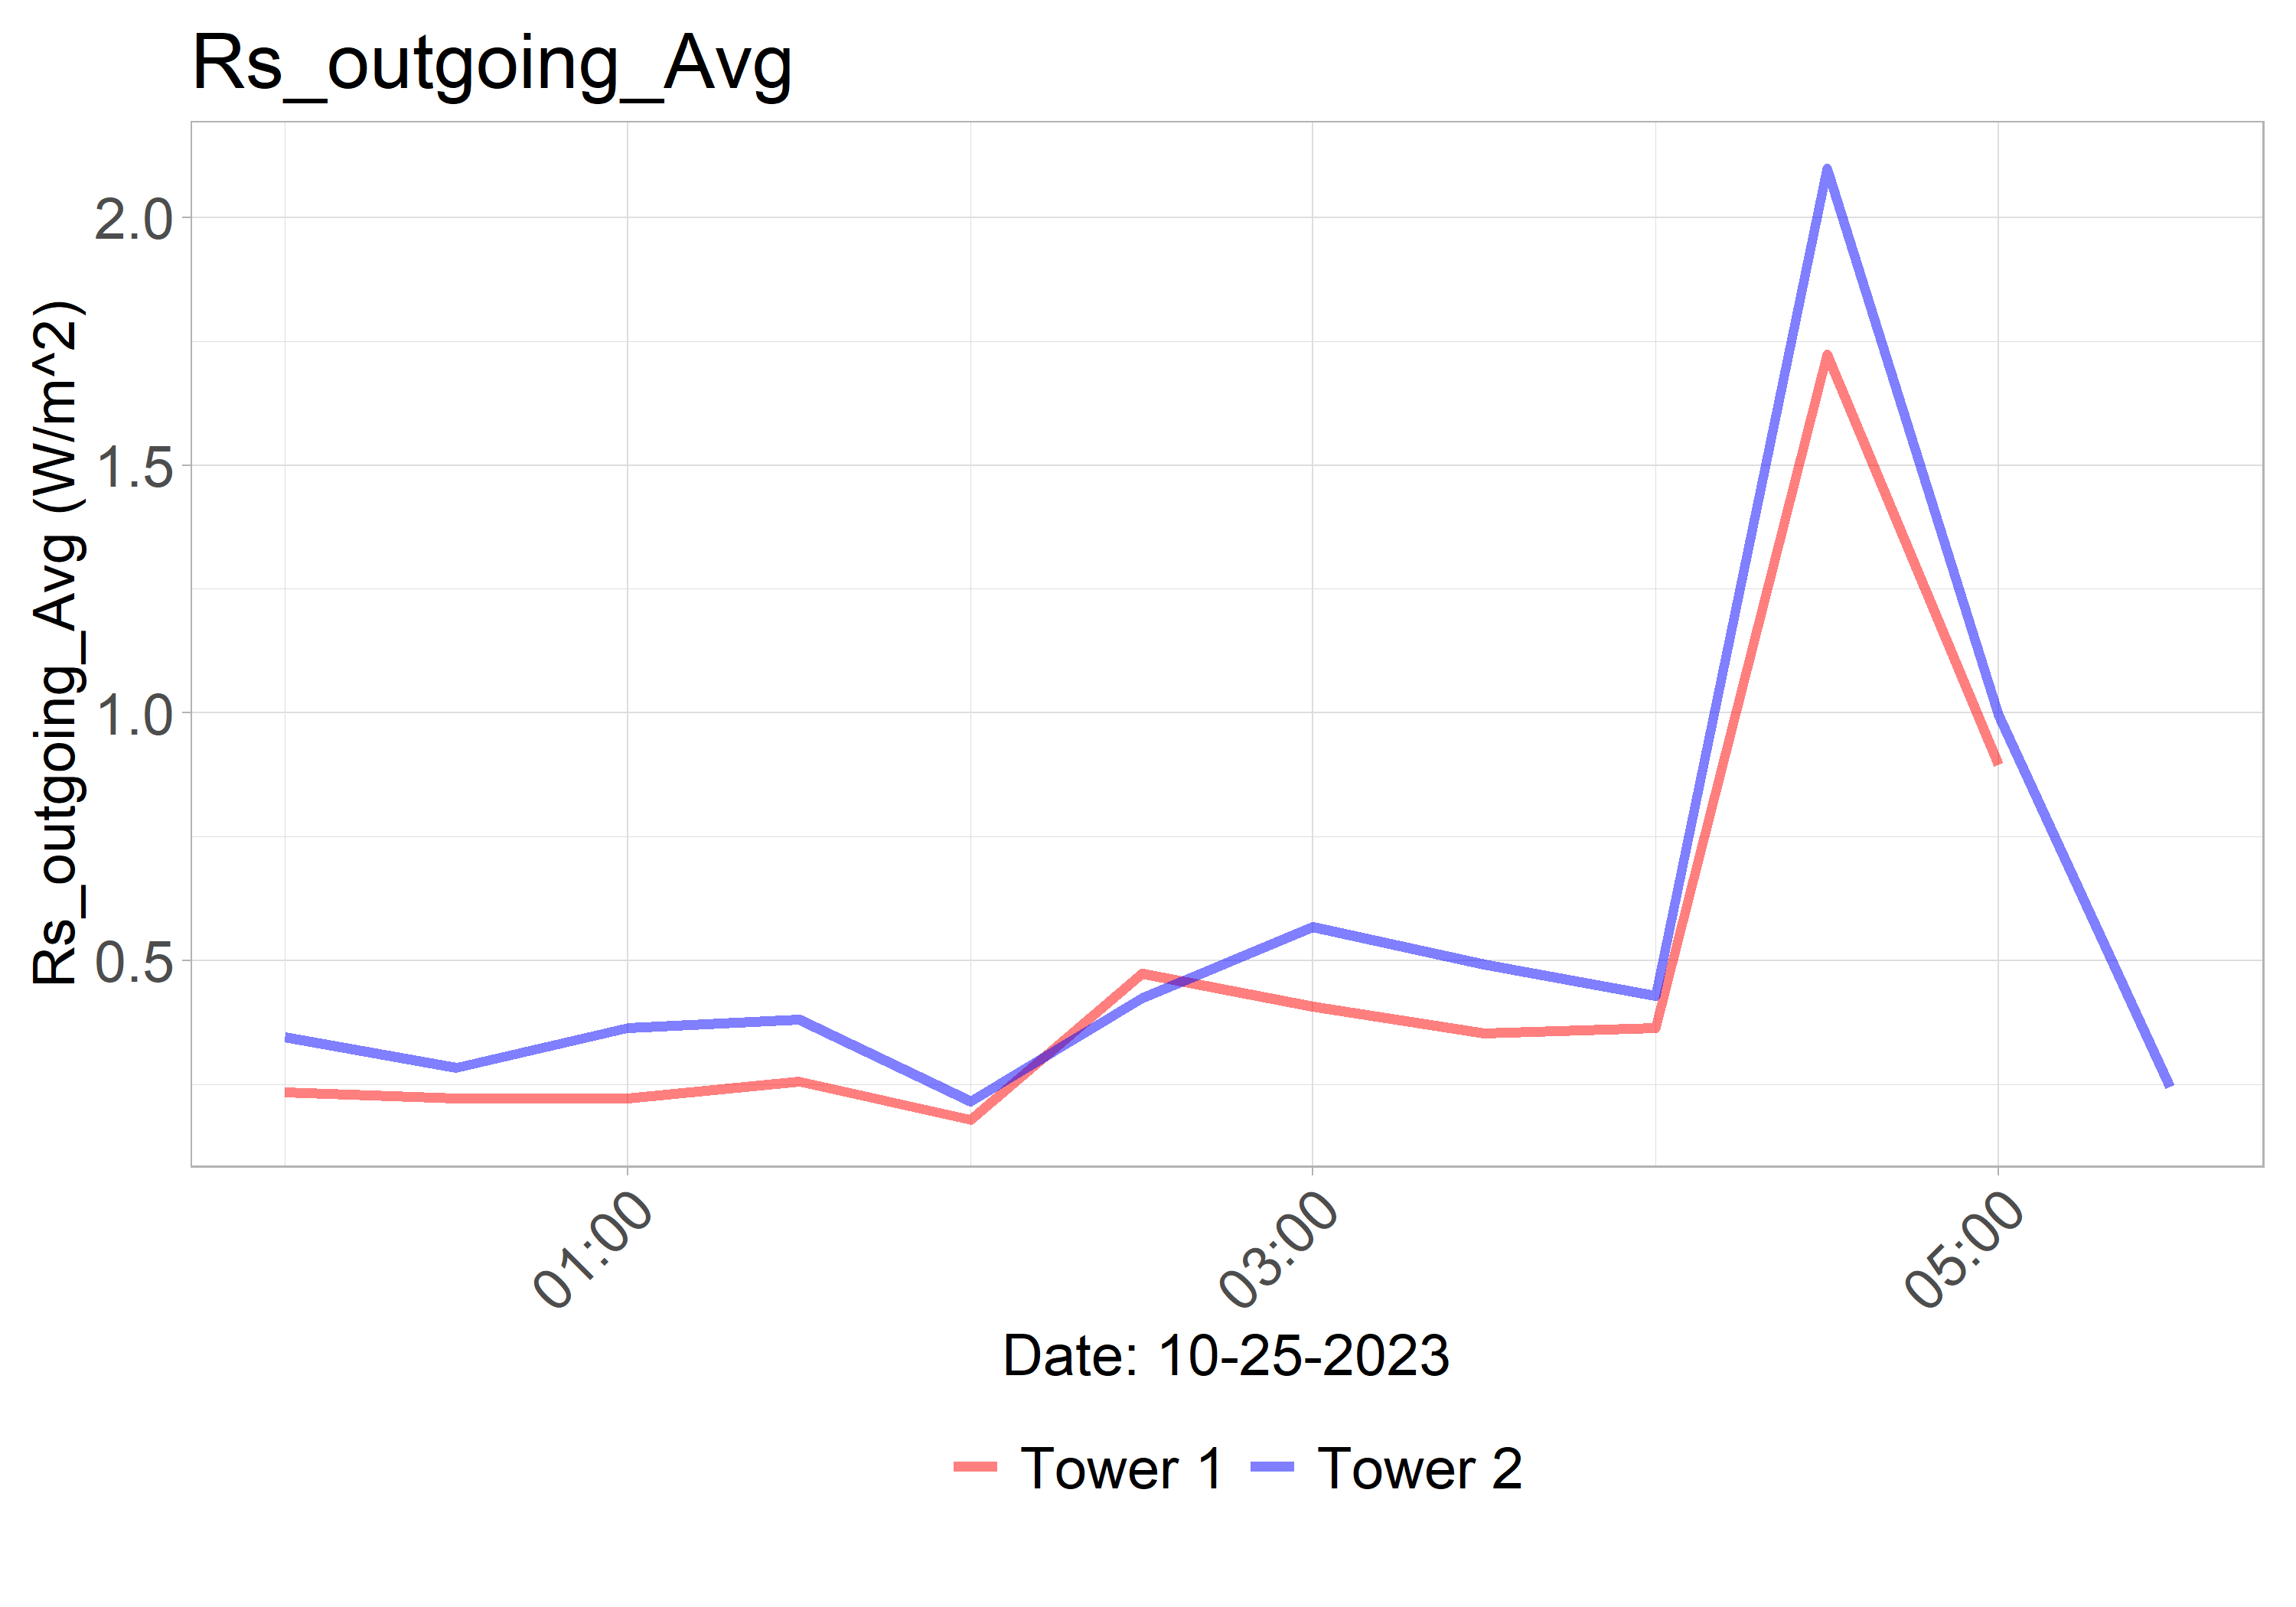 Rs_outgoing_Avg
Rs_outgoing_Avg (W/m^2)
2.0
1.5
1.0
0.5
01:00
03:00
05:00
Date: 10-25-2023
Tower 1
Tower 2